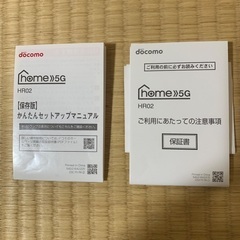 docomo
home 5G
HR02
【保存版】
かんたんセットアップマニュアル
docomo
ご利用の前に必ずお読みください
home 5G
HR02
ご利用にあたっての注意事項
保証書